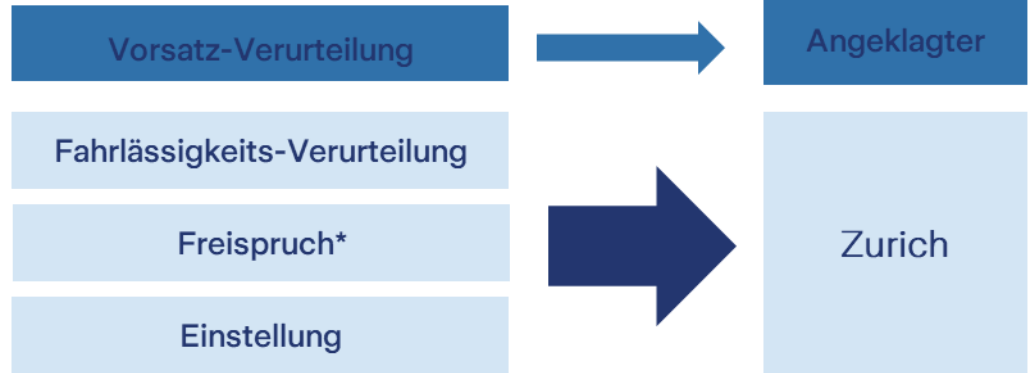 Vorsatz-Verurteilung
Angeklagter
Fahrlässigkeits-Verurteilung
Freispruch*
Zurich
Einstellung